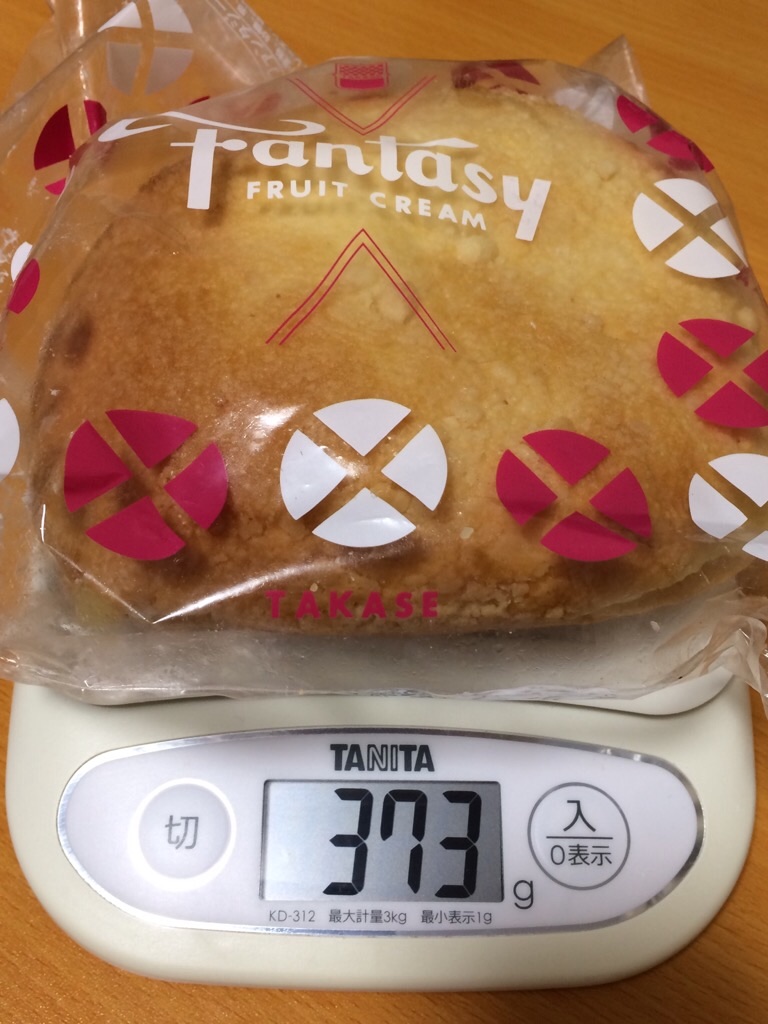 Fantasy
FRUIT CREAM
TAKASE
TANITA
切
373 g
入
0表示
KD-312 最大計量3kg 最小表示1g